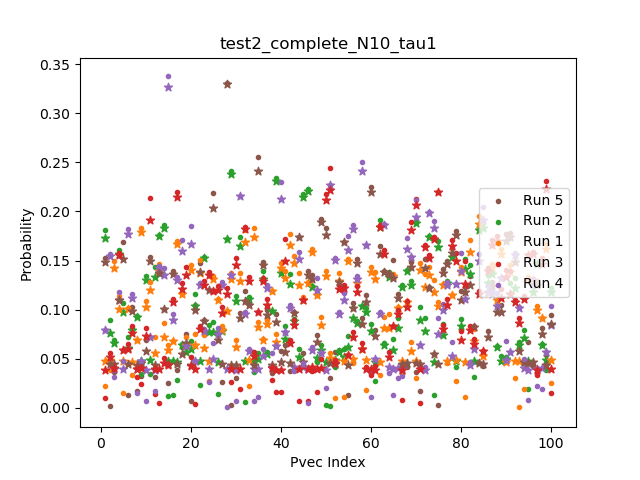 test2_complete_N10_tau1
Probability
0.35
0.30
0.25
0.20
0.15
0.10
0.05
0.00
Run 5
Run 2
Run 1
Run 3
Run 4
0
20
40
60
80
100
Pvec Index